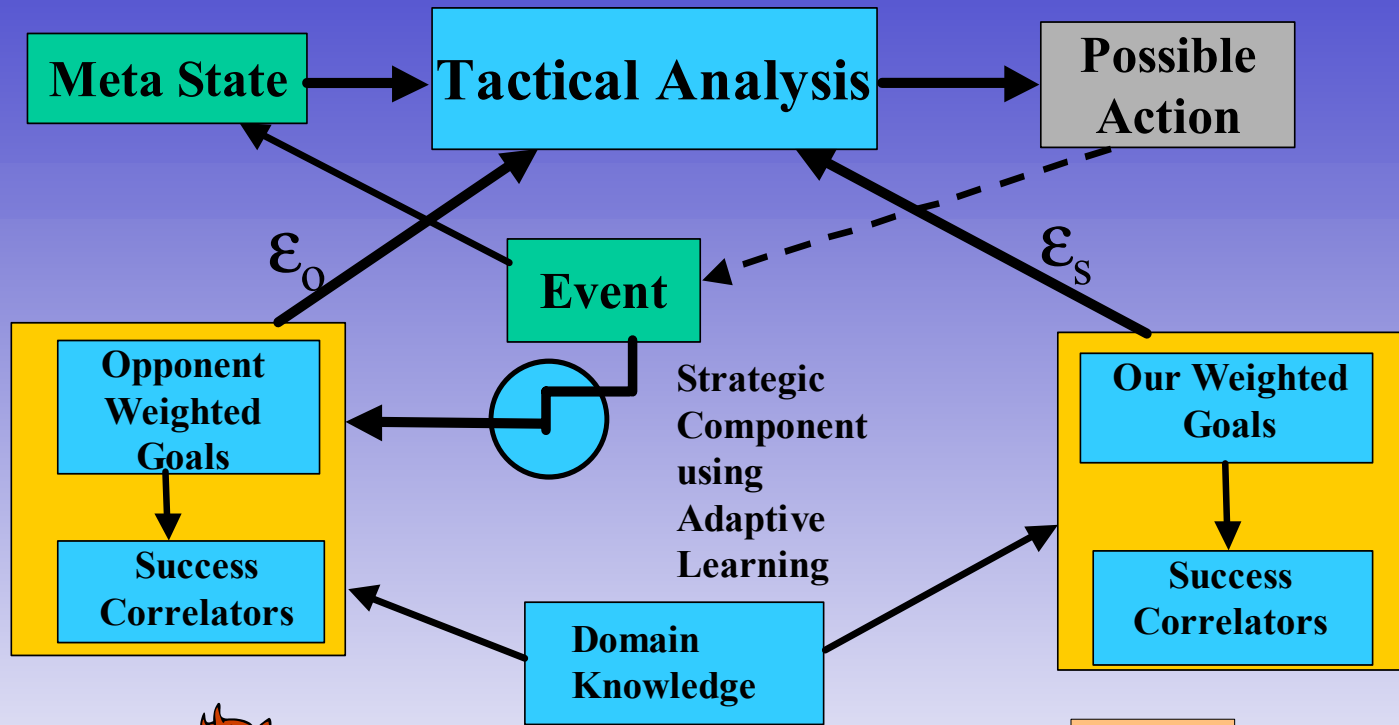 Meta State
Tactical Analysis
Possible
Action
εo
εs
Event
Opponent
Weighted
Goals
Strategic
Component
using
Adaptive
Learning
Our Weighted
Goals
Success
Correlators
Success
Correlators
Domain
Knowledge